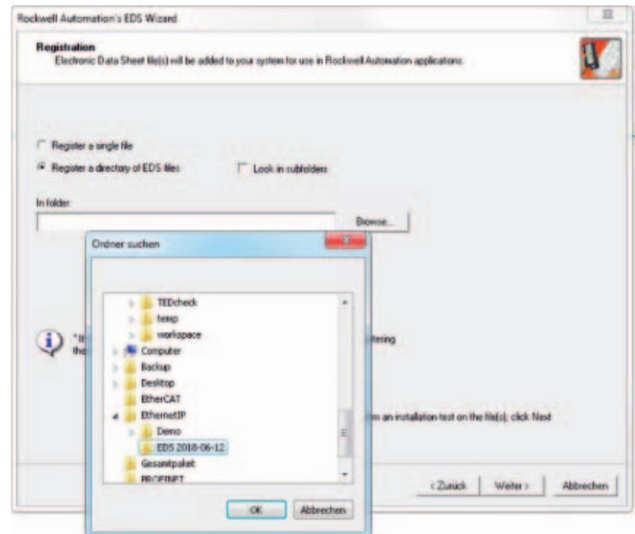 Rockwell Automation's EDS Wizard
Registration
Electronic Data Sheet file(s) will be added to your system for use in Rockwell Automation applications.
Register a single file
Register a directory of EDS files
Look in subfolders
In folder:
Browse...
Ordner suchen
TEDcheck
temp
workspace
Computer
Backup
Desktop
EtherCAT
EthernetIP
Demo
EDS 2018-06-12
Gesamtpaket
PROFINET
an installation test on the file(s), click Next
OK
Abbrechen
< Zurück
Weiter >
Abbrechen